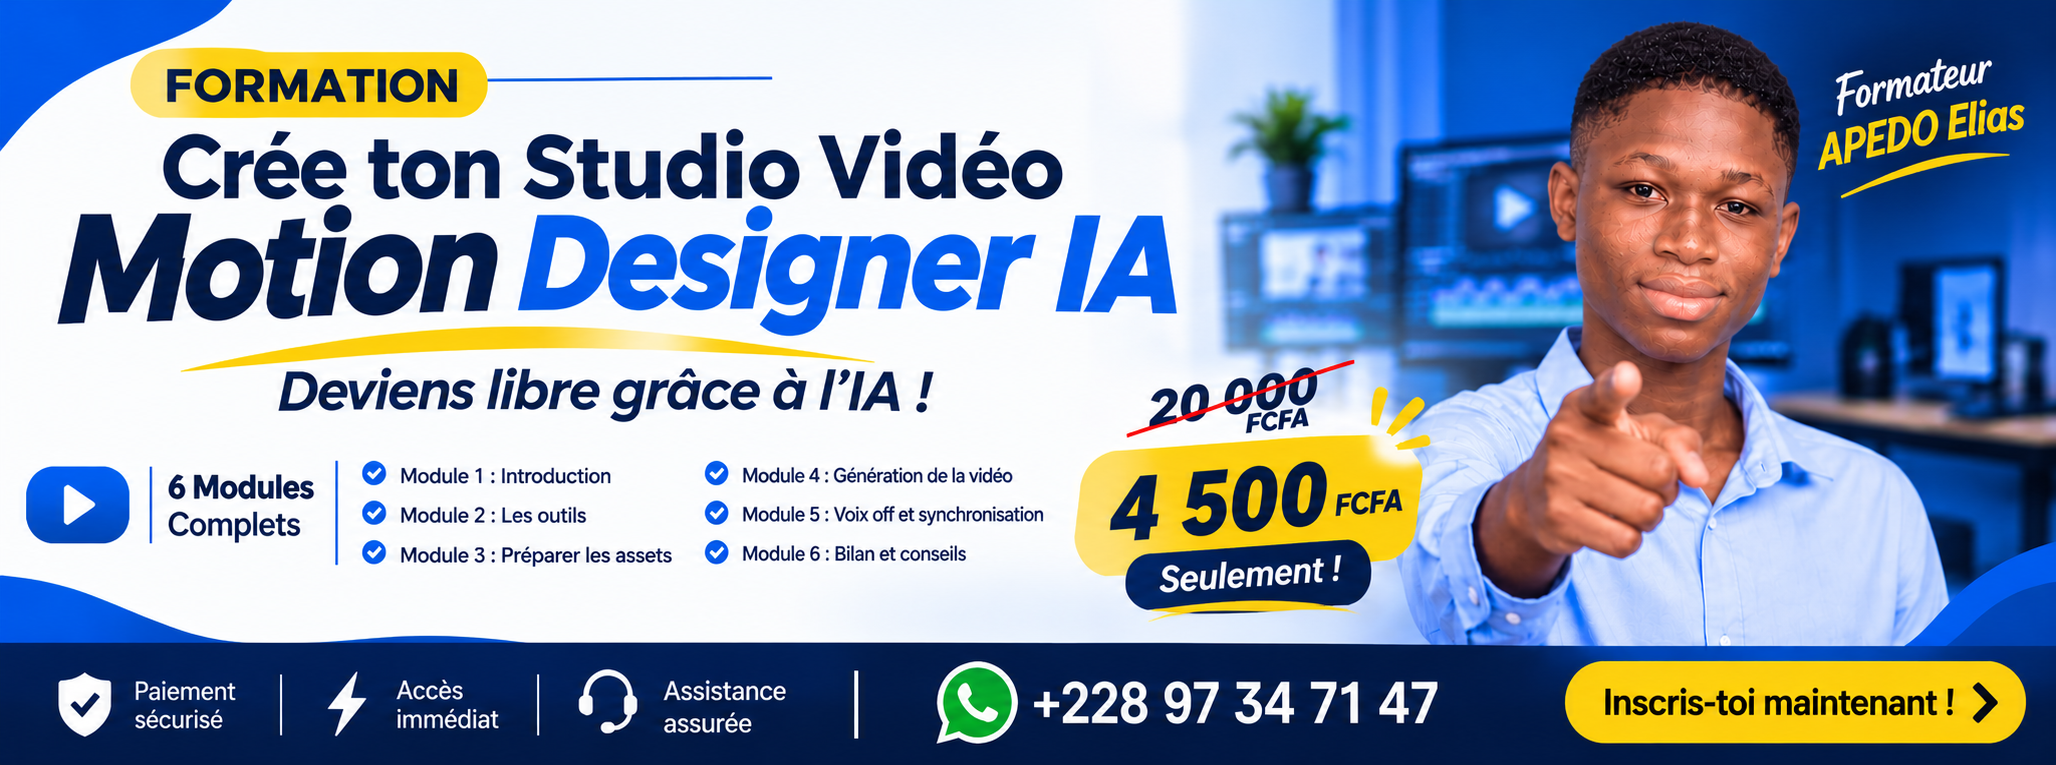 FORMATION
Crée ton Studio Vidéo
Motion Designer IA
Deviens libre grâce à l’IA !
6 Modules
Complets
Module 1 : Introduction
Module 2 : Les outils
Module 3 : Préparer les assets
Module 4 : Génération de la vidéo
Module 5 : Voix off et synchronisation
Module 6 : Bilan et conseils
20 000
FCFA
4 500 FCFA
Seulement !
Formateur
APEDO Elias
Paiement
sécurisé
Accès
immédiat
Assistance
assurée
+228 97 34 71 47
Inscris-toi maintenant !